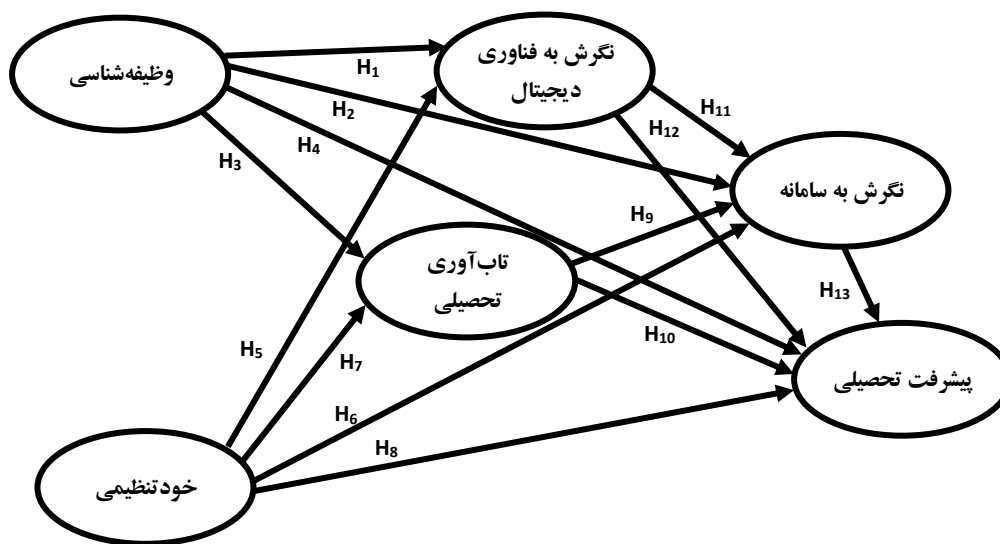 وظیفه‌شناسی
نگرش به فناوری
دیجیتال
H1
H2
H3
H4
H11
H12
نگرش به سامانه
H9
تاب‌آوری
تحصیلی
H13
H10
H5
H7
پیشرفت تحصیلی
H6
H8
خودتنظیمی